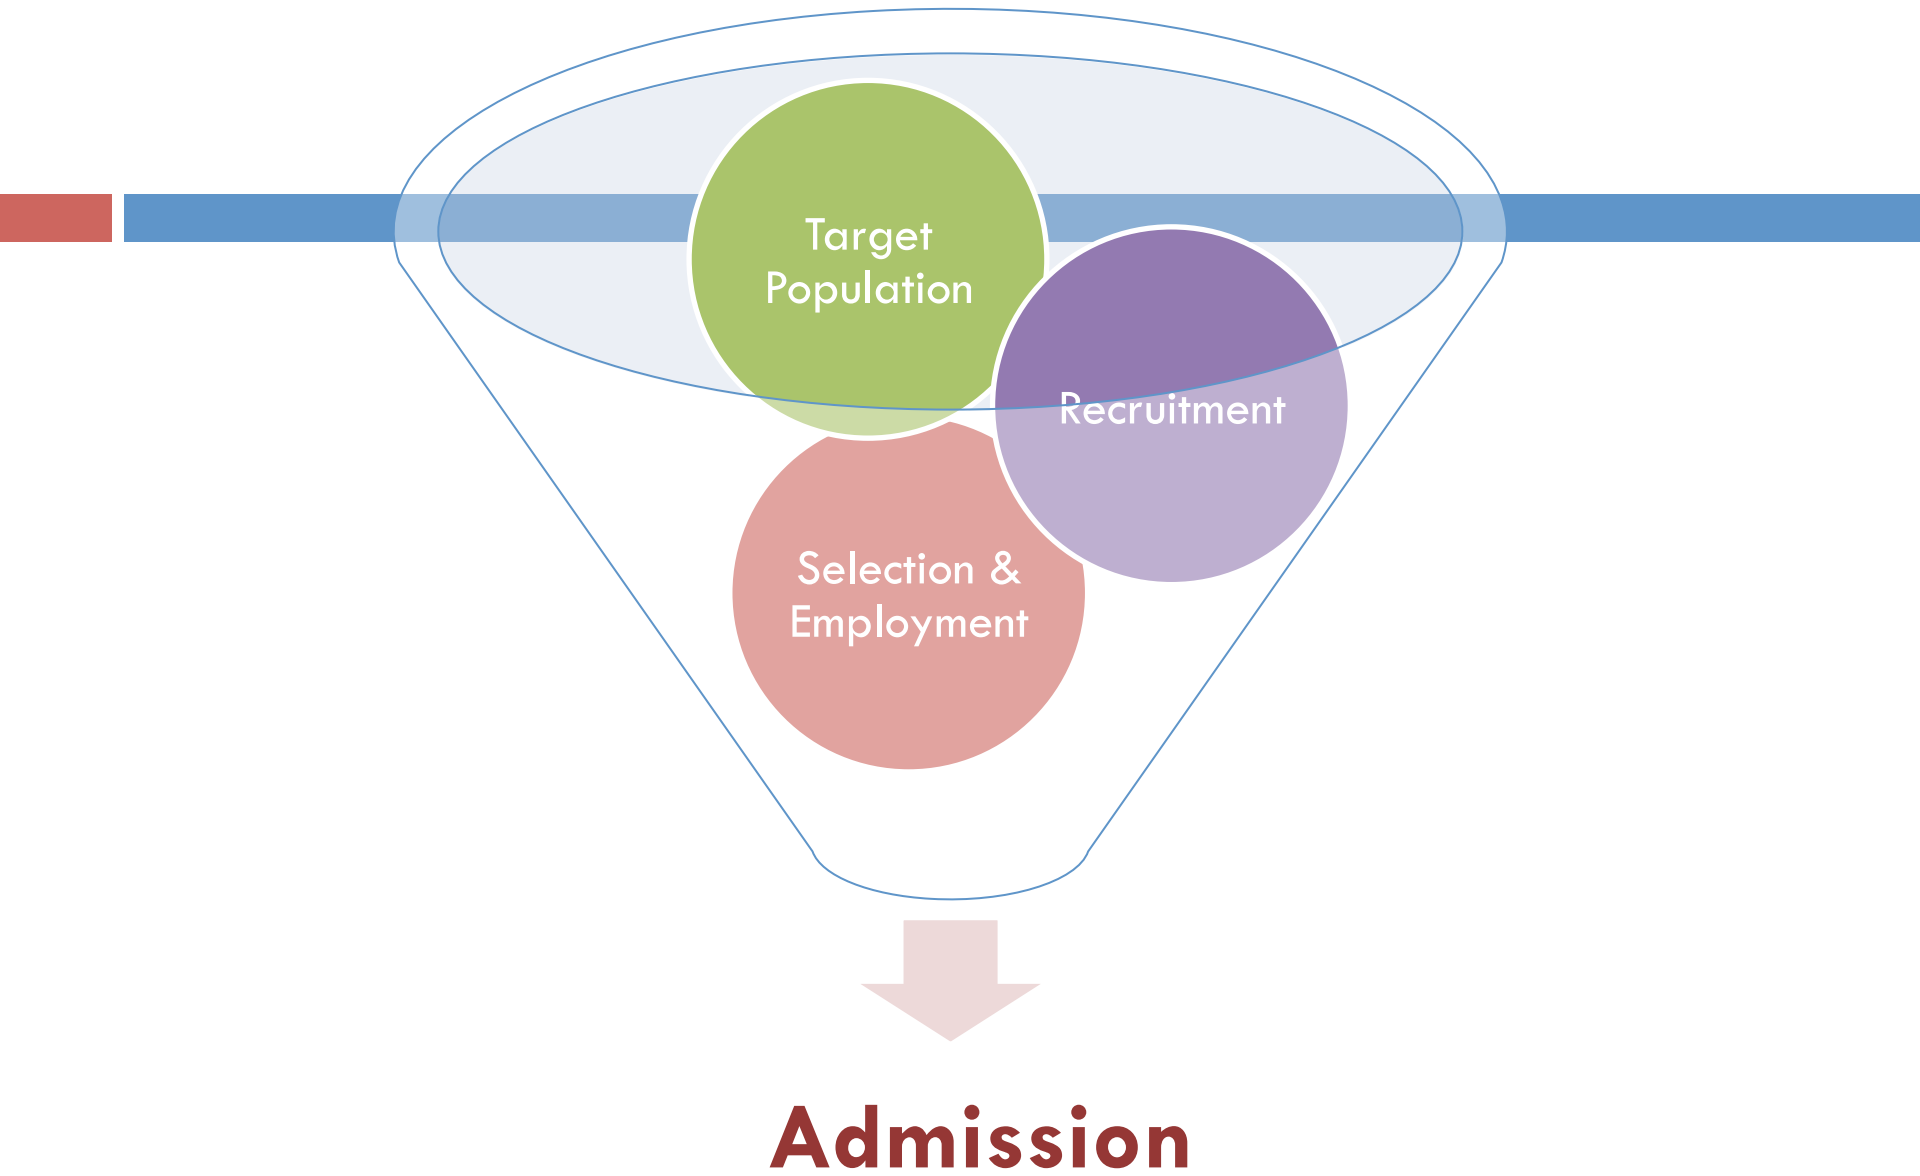 Target
Population
Recruitment
Selection &
Employment
Admission